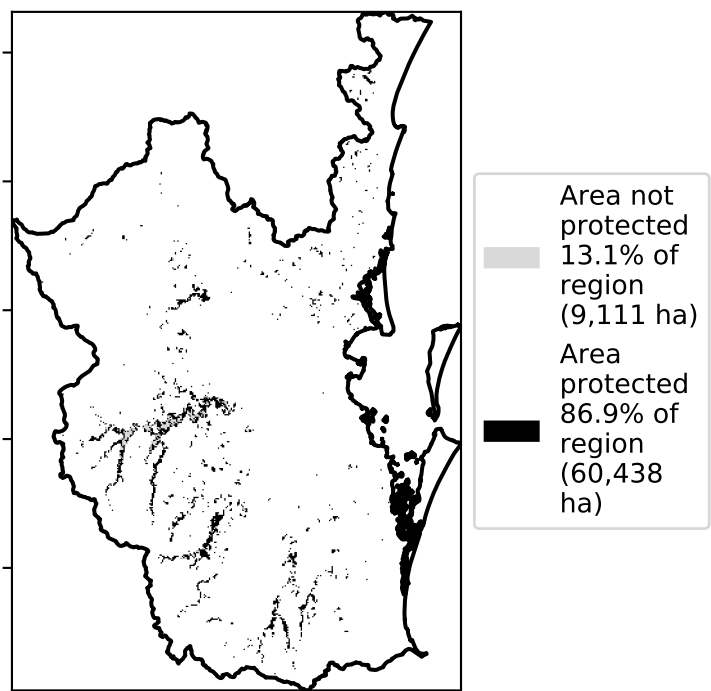 Area not
protected
13.1% of
region
(9,111 ha)
Area
protected
86.9% of
region
(60,438
ha)